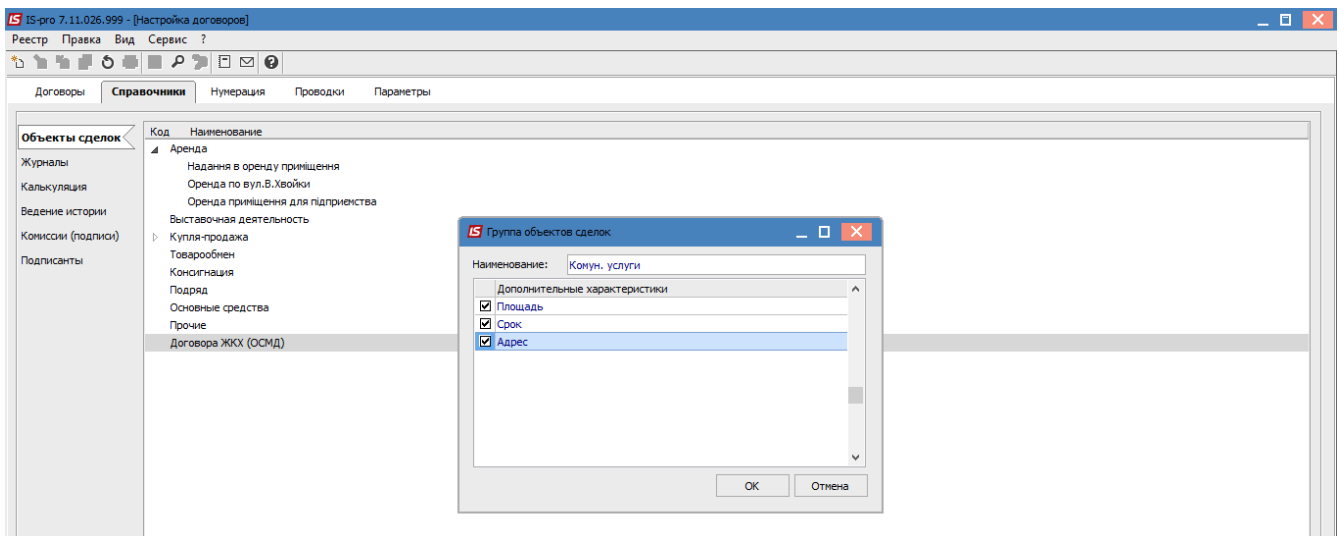 IS IS-pro 7.11.026.999 - [Настройка договоров]
Реестр Правка Вид Сервис ?
Договоры Справочники Нумерация Проводки Параметры
Объекты сделок
Журналы
Калькуляция
Ведение истории
Комиссии (подписи)
Подписанты
Код Наименование
Аренда
Надання в оренду приміщення
Оренда по вул.В.Хвойки
Оренда приміщення для підприємства
Выставочная деятельность
Купля-продажа
Товарообмен
Консигнация
Подряд
Основные средства
Прочие
Договора ЖКХ (ОСМД)
IS Группа объектов сделок
Наименование: Комун. услуги
Дополнительные характеристики
Площадь
Срок
Адрес
ОК Отмена